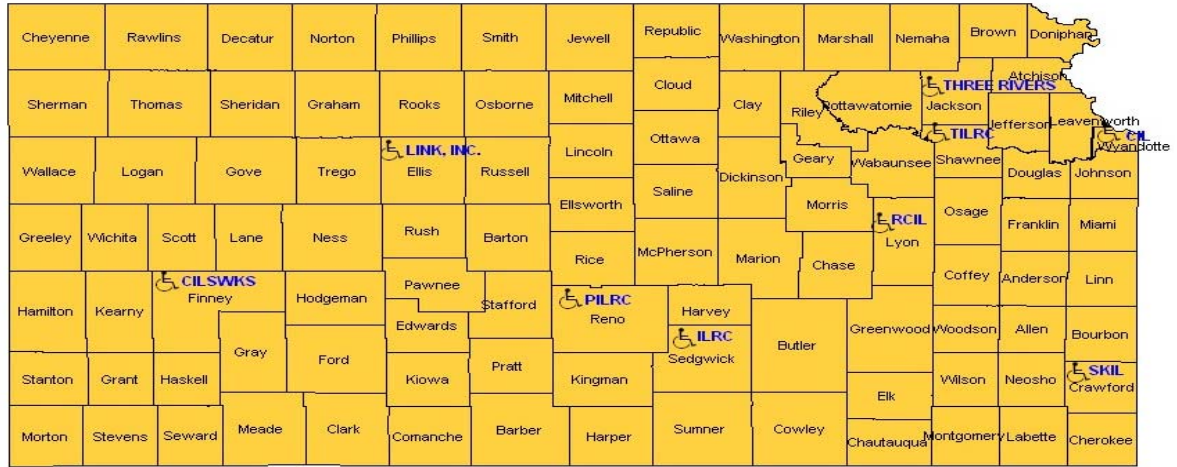 Cheyenne Rawlins Decatur Norton Phillips Smith Jewell Republic Washington Marshall Nemaha Brown Doniphan
Sherman Thomas Sheridan Graham Rooks Osborne Mitchell Cloud Clay Riley Pottawatomie THREE RIVERS Jackson Atchison
Jefferson Leavenworth
Wallace Logan Gove Trego LINK, INC. Ellis Russell Lincoln Ottawa Dickinson Geary Wabaunsee TILRC Shawnee Douglas CIL Wyandotte Johnson
Ellsworth Saline Morris
Greeley Wichita Scott Lane Ness Rush Barton Rice McPherson Marion Chase RCIL Lyon Osage Franklin Miami
Hamilton Kearny CILSWKS Finney Hodgeman Pawnee Stafford PILRC Reno Harvey Coffey Anderson Linn
Edwards ILRC Sedgwick Butler Greenwood Woodson Allen Bourbon
Gray Ford Pratt
Stanton Grant Haskell Kiowa Kingman Elk Wilson Neosho SKIL Crawford
Morton Stevens Seward Meade Clark Comanche Barber Harper Sumner Cowley Chautauqua Montgomery Labette Cherokee